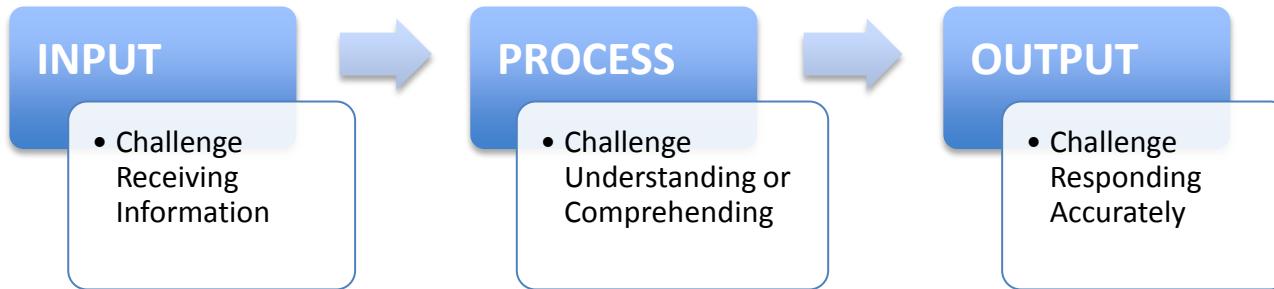 INPUT
• Challenge
Receiving
Information
PROCESS
• Challenge
Understanding or
Comprehending
OUTPUT
• Challenge
Responding
Accurately